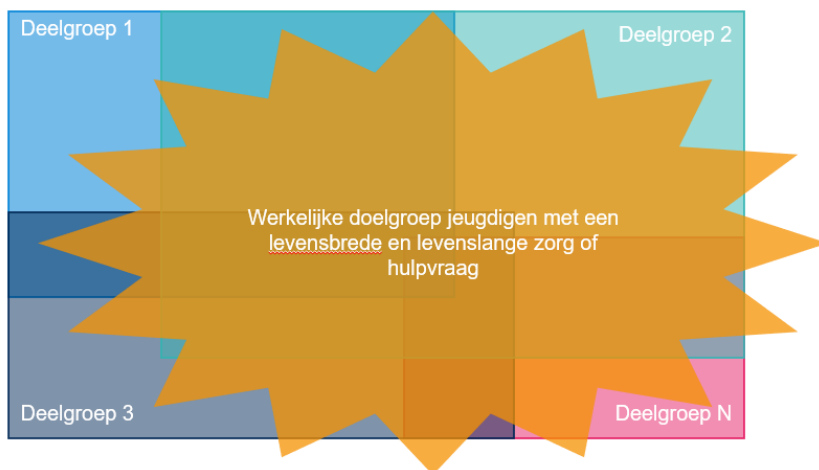 Deelgroep 1
Deelgroep 2
Werkelijke doelgroep jeugdigen met een
levensbrede en levenslange zorg of
hulpvraag
Deelgroep 3
Deelgroep N